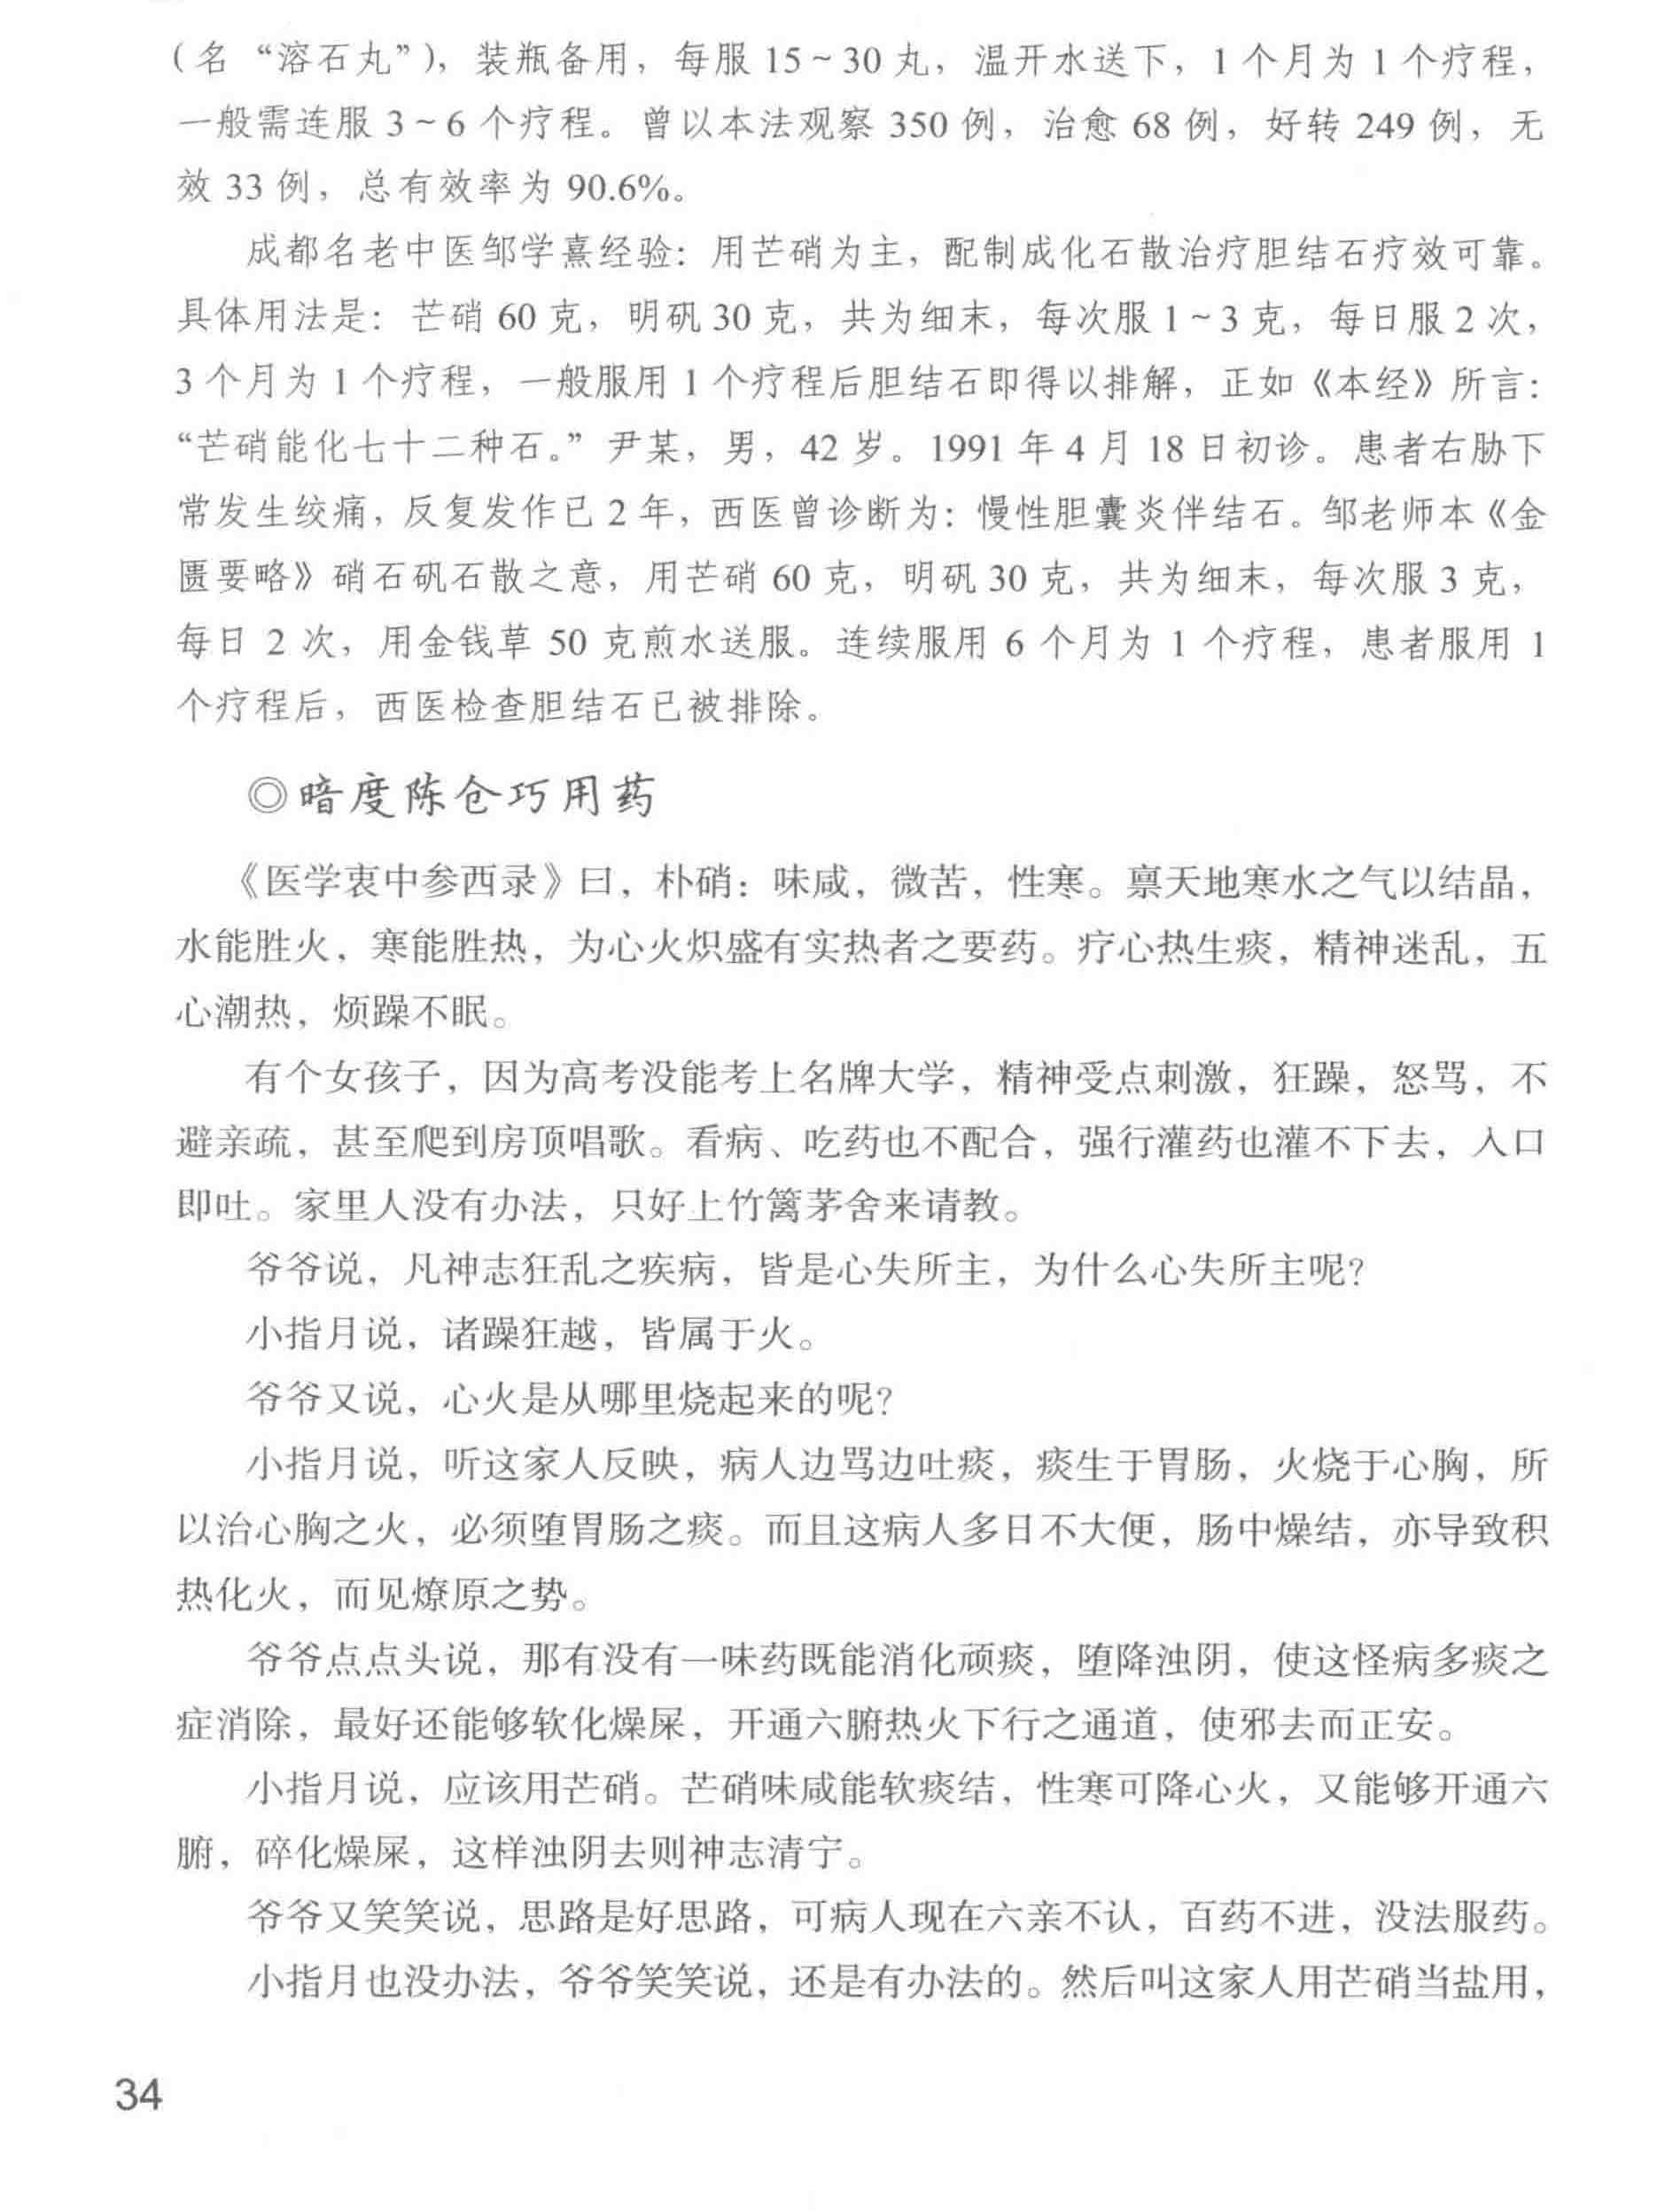 （名“溶石丸”），装瓶备用，每服 15～30 丸，温开水送下，1 个月为 1 个疗程，
一般需连服 3～6 个疗程。曾以本法观察 350 例，治愈 68 例，好转 249 例，无
效 33 例，总有效率为 90.6%。
成都名老中医邹学熹经验：用芒硝为主，配制成化石散治疗胆结石疗效可靠。
具体用法是：芒硝 60 克，明矾 30 克，共为细末，每次服 1～3 克，每日服 2 次，
3 个月为 1 个疗程，一般服用 1 个疗程后胆结石即得以排解，正如《本经》所言：
“芒硝能化七十二种石。”尹某，男，42 岁。1991 年 4 月 18 日初诊。患者右胁下
常发生绞痛，反复发作已 2 年，西医曾诊断为：慢性胆囊炎伴结石。邹老师本《金
匮要略》硝石矾石散之意，用芒硝 60 克，明矾 30 克，共为细末，每次服 3 克，
每日 2 次，用金钱草 50 克煎水送服。连续服用 6 个月为 1 个疗程，患者服用 1
个疗程后，西医检查胆结石已被排除。
◎暗度陈仓巧用药
《医学衷中参西录》曰，朴硝：味咸，微苦，性寒。禀天地寒水之气以结晶，
水能胜火，寒能胜热，为心火炽盛有实热者之要药。疗心热生痰，精神迷乱，五
心潮热，烦躁不眠。
有个女孩子，因为高考没能考上名牌大学，精神受点刺激，狂躁，怒骂，不
避亲疏，甚至爬到房顶唱歌。看病、吃药也不配合，强行灌药也灌不下去，入口
即吐。家里人没有办法，只好上竹篱茅舍来请教。
爷爷说，凡神志狂乱之疾病，皆是心失所主，为什么心失所主呢？
小指月说，诸躁狂越，皆属于火。
爷爷又说，心火是从哪里烧起来的呢？
小指月说，听这家人反映，病人边骂边吐痰，痰生于胃肠，火烧于心胸，所
以治心胸之火，必须堕胃肠之痰。而且这病人多日不大便，肠中燥结，亦导致积
热化火，而见燎原之势。
爷爷点点头说，那有没有一味药既能消化顽痰，堕降浊阴，使这怪病多痰之
症消除，最好还能够软化燥屎，开通六腑热火下行之通道，使邪去而正安。
小指月说，应该用芒硝。芒硝味咸能软痰结，性寒可降心火，又能够开通六
腑，碎化燥屎，这样浊阴去则神志清宁。
爷爷又笑笑说，思路是好思路，可病人现在六亲不认，百药不进，没法服药。
小指月也没办法，爷爷笑笑说，还是有办法的。然后叫这家人用芒硝当盐用，
34